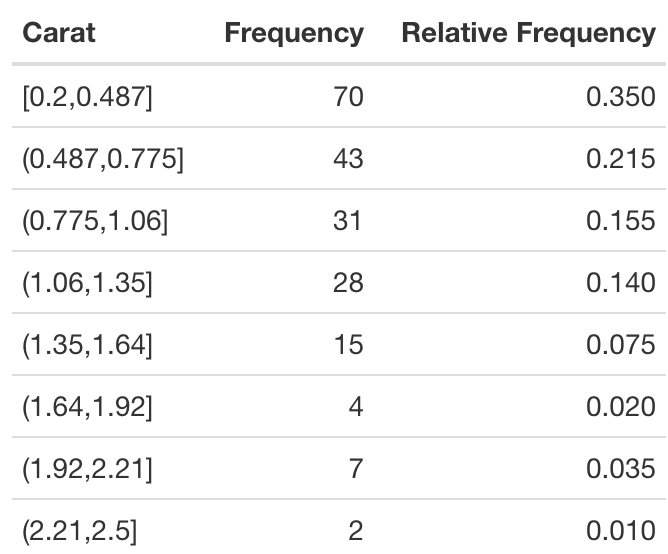 Carat Frequency Relative Frequency
[0.2,0.487] 70 0.350
(0.487,0.775] 43 0.215
(0.775,1.06] 31 0.155
(1.06,1.35] 28 0.140
(1.35,1.64] 15 0.075
(1.64,1.92] 4 0.020
(1.92,2.21] 7 0.035
(2.21,2.5] 2 0.010